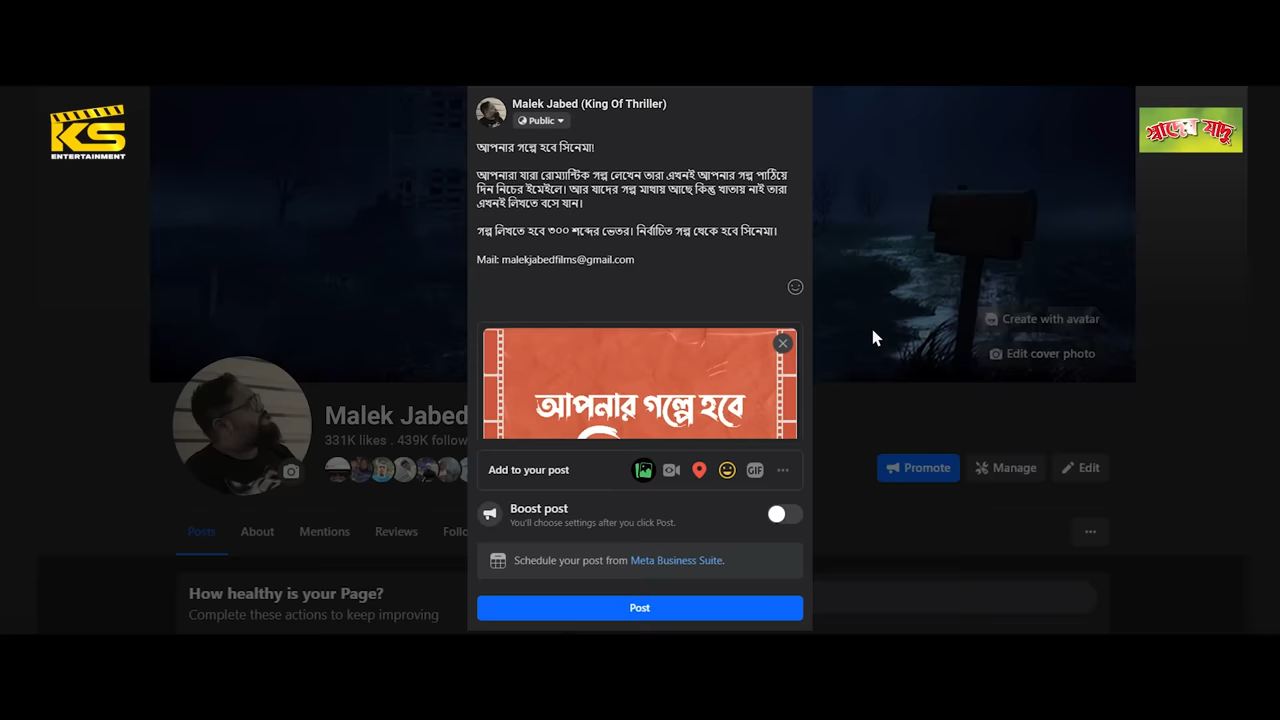 KS
ENTERTAINMENT
স্বাদের যাদু
Malek Jabed (King Of Thriller)
Public
আপনার গল্পে হবে সিনেমা!
আপনারা যারা রোম্যান্টিক গল্প লেখেন তারা এখনই আপনার গল্প পাঠিয়ে
দিন নিচের ইমেইলে। আর যাদের গল্প মাথায় আছে কিন্তু খাতায় নাই তারা
এখনই লিখতে বসে যান।
গল্প লিখতে হবে ৩০০ শব্দের ভেতর। নির্বাচিত গল্প থেকে হবে সিনেমা।
Mail: malekjabedfilms@gmail.com
আপনার গল্পে হবে
Create with avatar
Edit cover photo
Malek Jabed
331K likes . 439K follow
Add to your post
GIF
Promote
Manage
Edit
Boost post
You'll choose settings after you click Post.
Posts
About
Mentions
Reviews
Follo
Schedule your post from Meta Business Suite.
How healthy is your Page?
Complete these actions to keep improving
Post